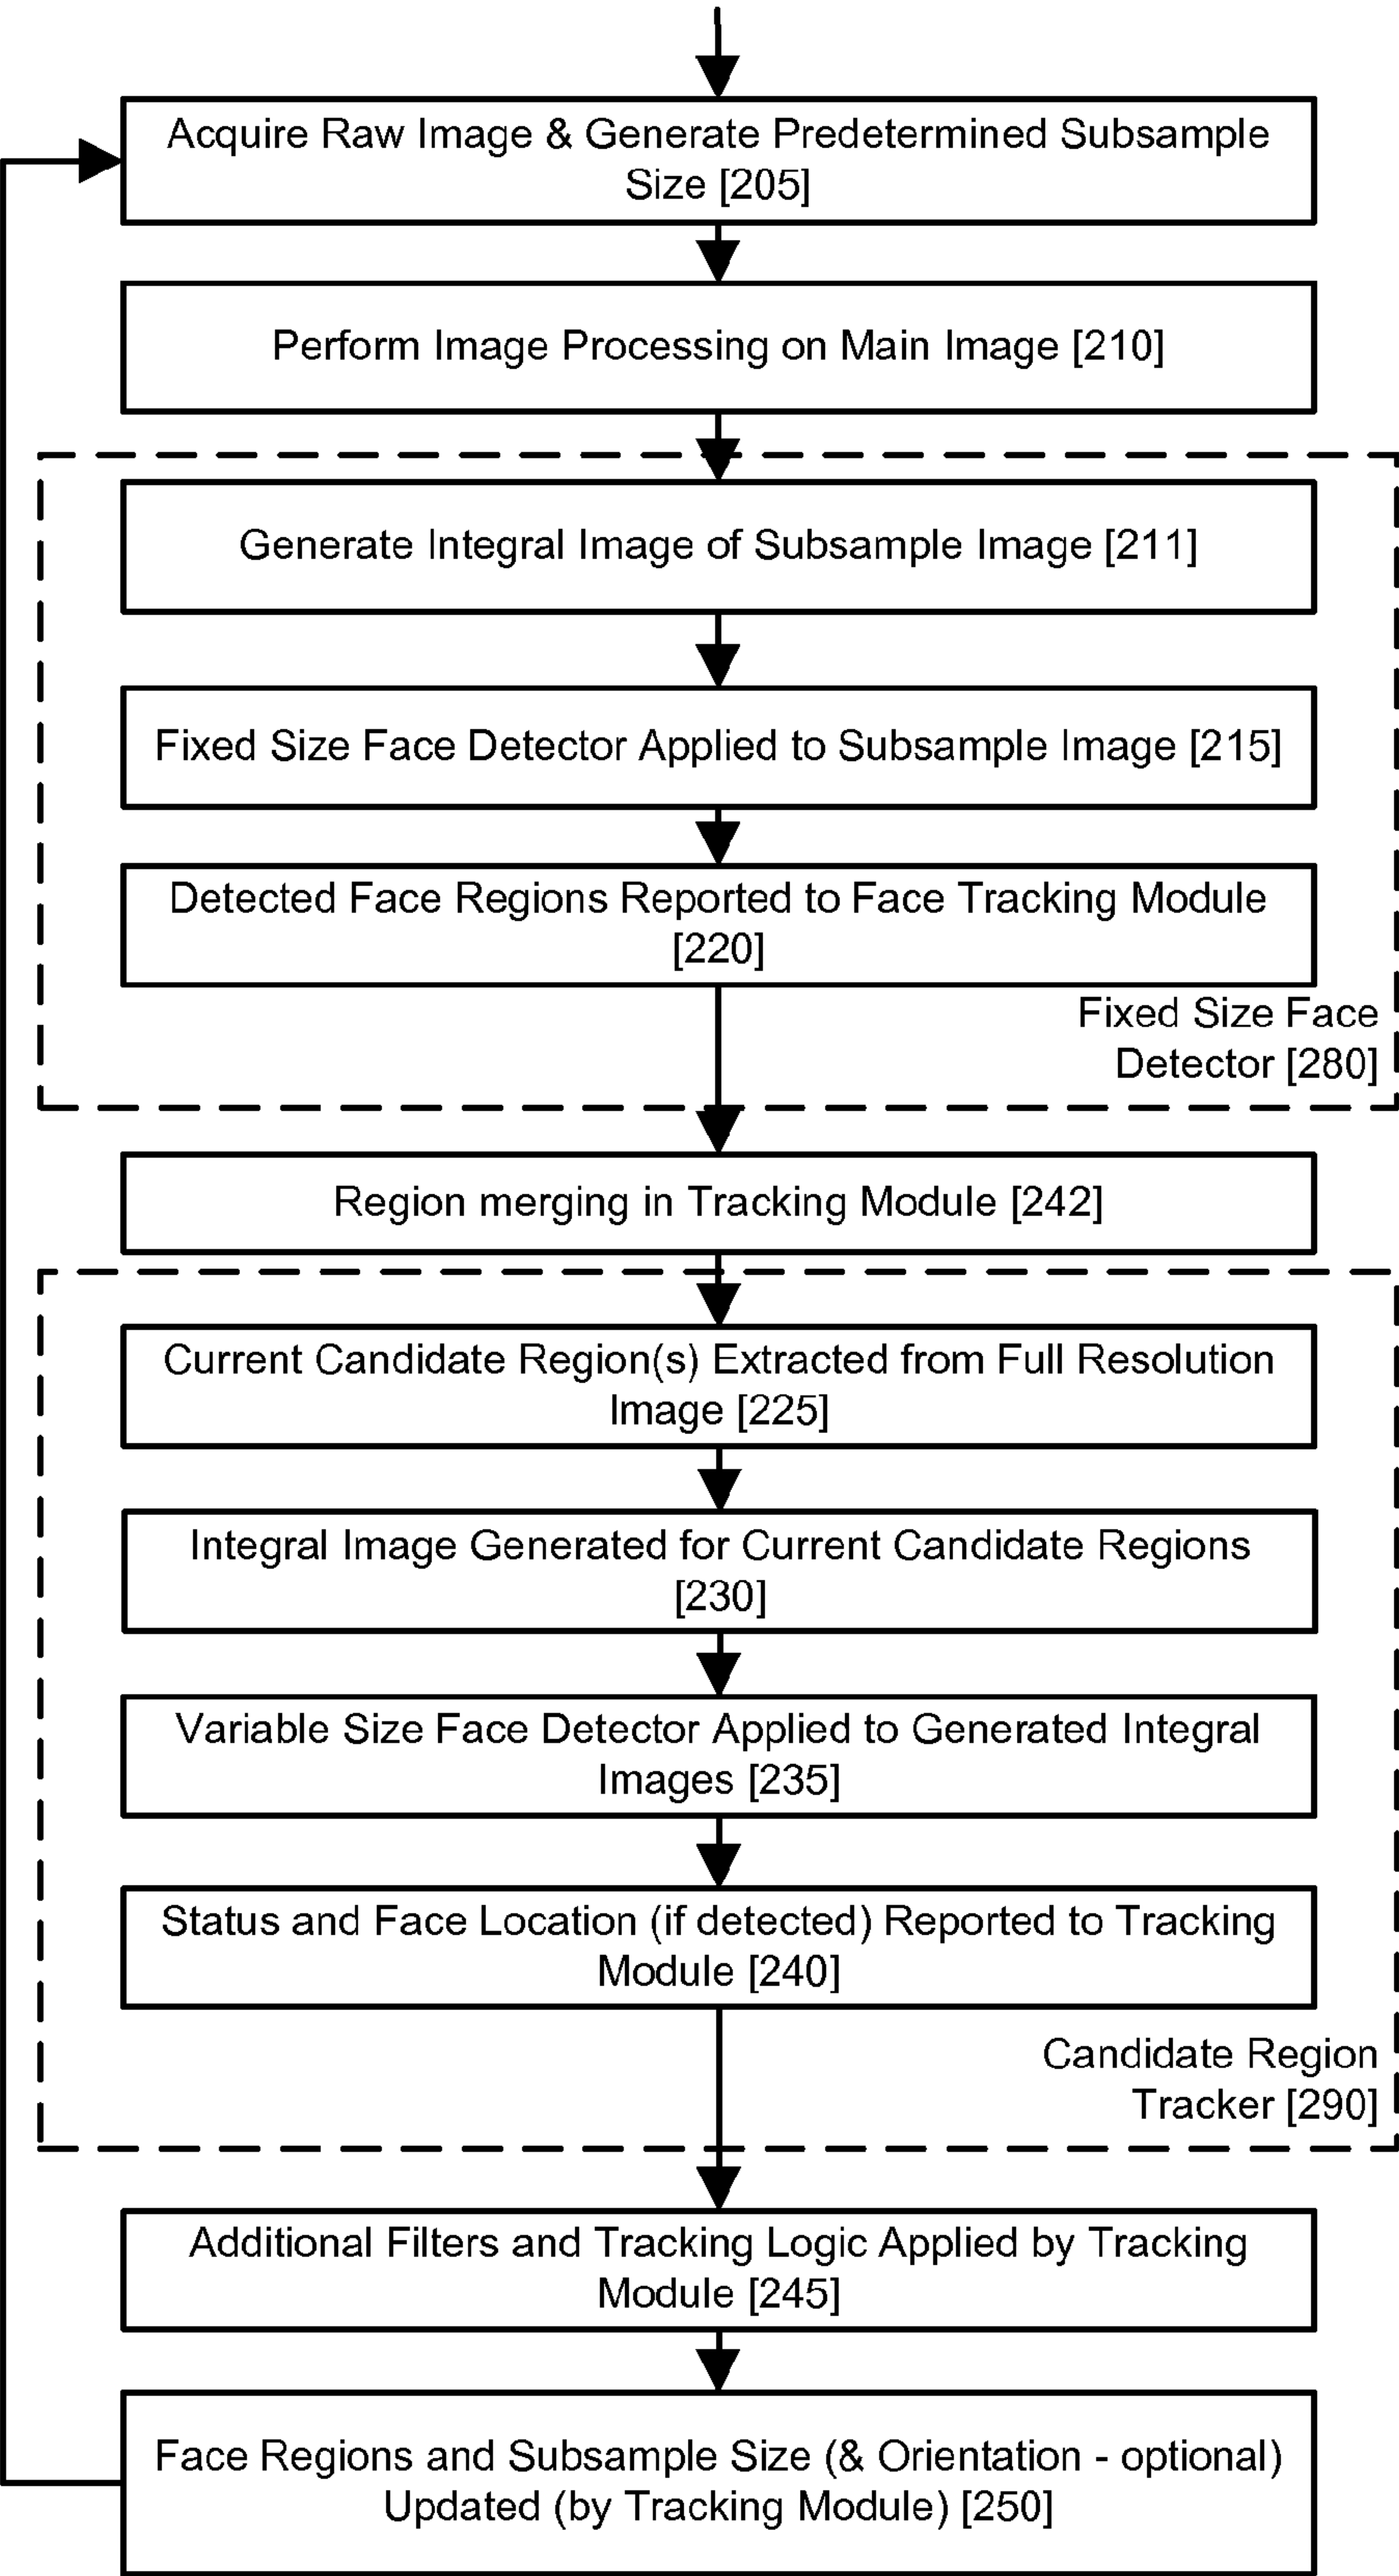 Acquire Raw Image & Generate Predetermined Subsample
Size [205]
Perform Image Processing on Main Image [210]
Generate Integral Image of Subsample Image [211]
Fixed Size Face Detector Applied to Subsample Image [215]
Detected Face Regions Reported to Face Tracking Module
[220]
Fixed Size Face
Detector [280]
Region merging in Tracking Module [242]
Current Candidate Region(s) Extracted from Full Resolution
Image [225]
Integral Image Generated for Current Candidate Regions
[230]
Variable Size Face Detector Applied to Generated Integral
Images [235]
Status and Face Location (if detected) Reported to Tracking
Module [240]
Candidate Region
Tracker [290]
Additional Filters and Tracking Logic Applied by Tracking
Module [245]
Face Regions and Subsample Size (& Orientation - optional)
Updated (by Tracking Module) [250]